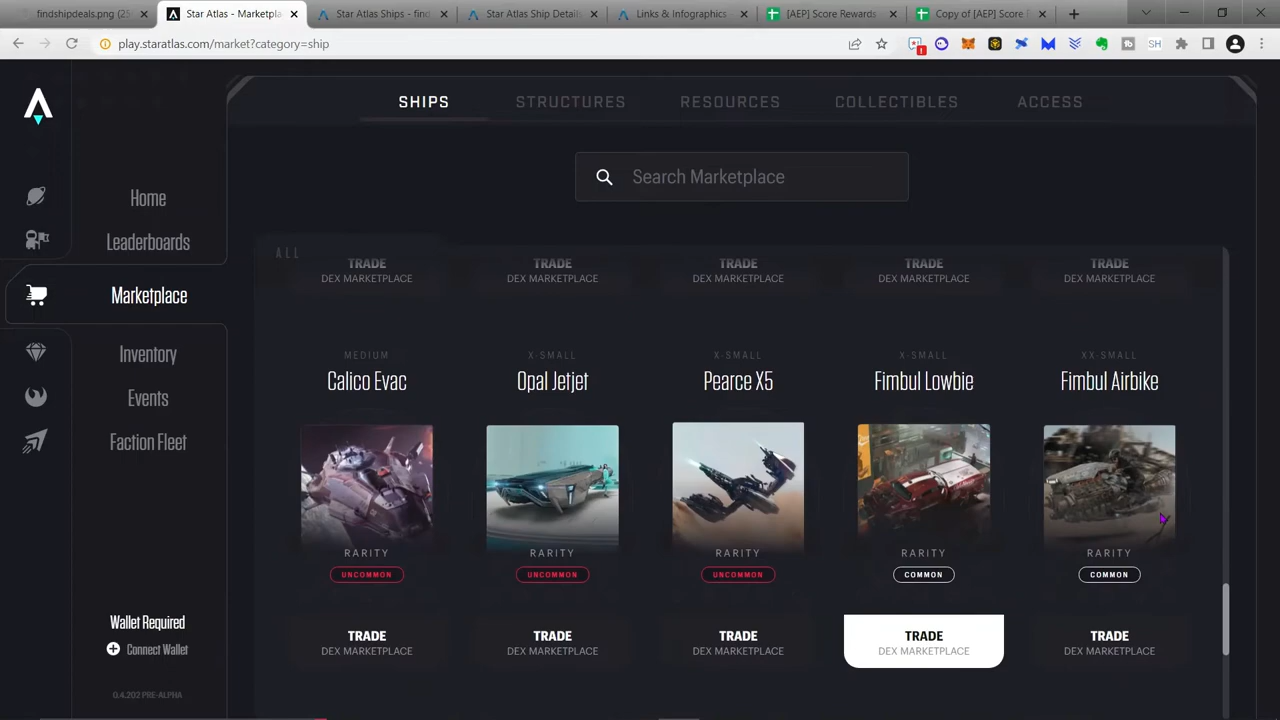 findshipdeals.png (25
Star Atlas - Marketpla
Star Atlas Ships - find
Star Atlas Ship Details
Links & Infographics
[AEP] Score Rewards
Copy of [AEP] Score E
play.staratlas.com/market?category=ship
SH
SHIPS
STRUCTURES
RESOURCES
COLLECTIBLES
ACCESS
Search Marketplace
Home
Leaderboards
Marketplace
Inventory
Events
Faction Fleet
Wallet Required
Connect Wallet
0.4.202 PRE-ALPHA
ALL
TRADE TRADE TRADE TRADE TRADE
DEX MARKETPLACE DEX MARKETPLACE DEX MARKETPLACE DEX MARKETPLACE DEX MARKETPLACE
MEDIUM X-SMALL X-SMALL X-SMALL XX-SMALL
Calico Evac Opal Jetjet Pearce X5 Fimbul Lowbie Fimbul Airbike
RARITY RARITY RARITY RARITY RARITY
UNCOMMON UNCOMMON UNCOMMON COMMON COMMON
TRADE TRADE TRADE TRADE TRADE
DEX MARKETPLACE DEX MARKETPLACE DEX MARKETPLACE DEX MARKETPLACE DEX MARKETPLACE